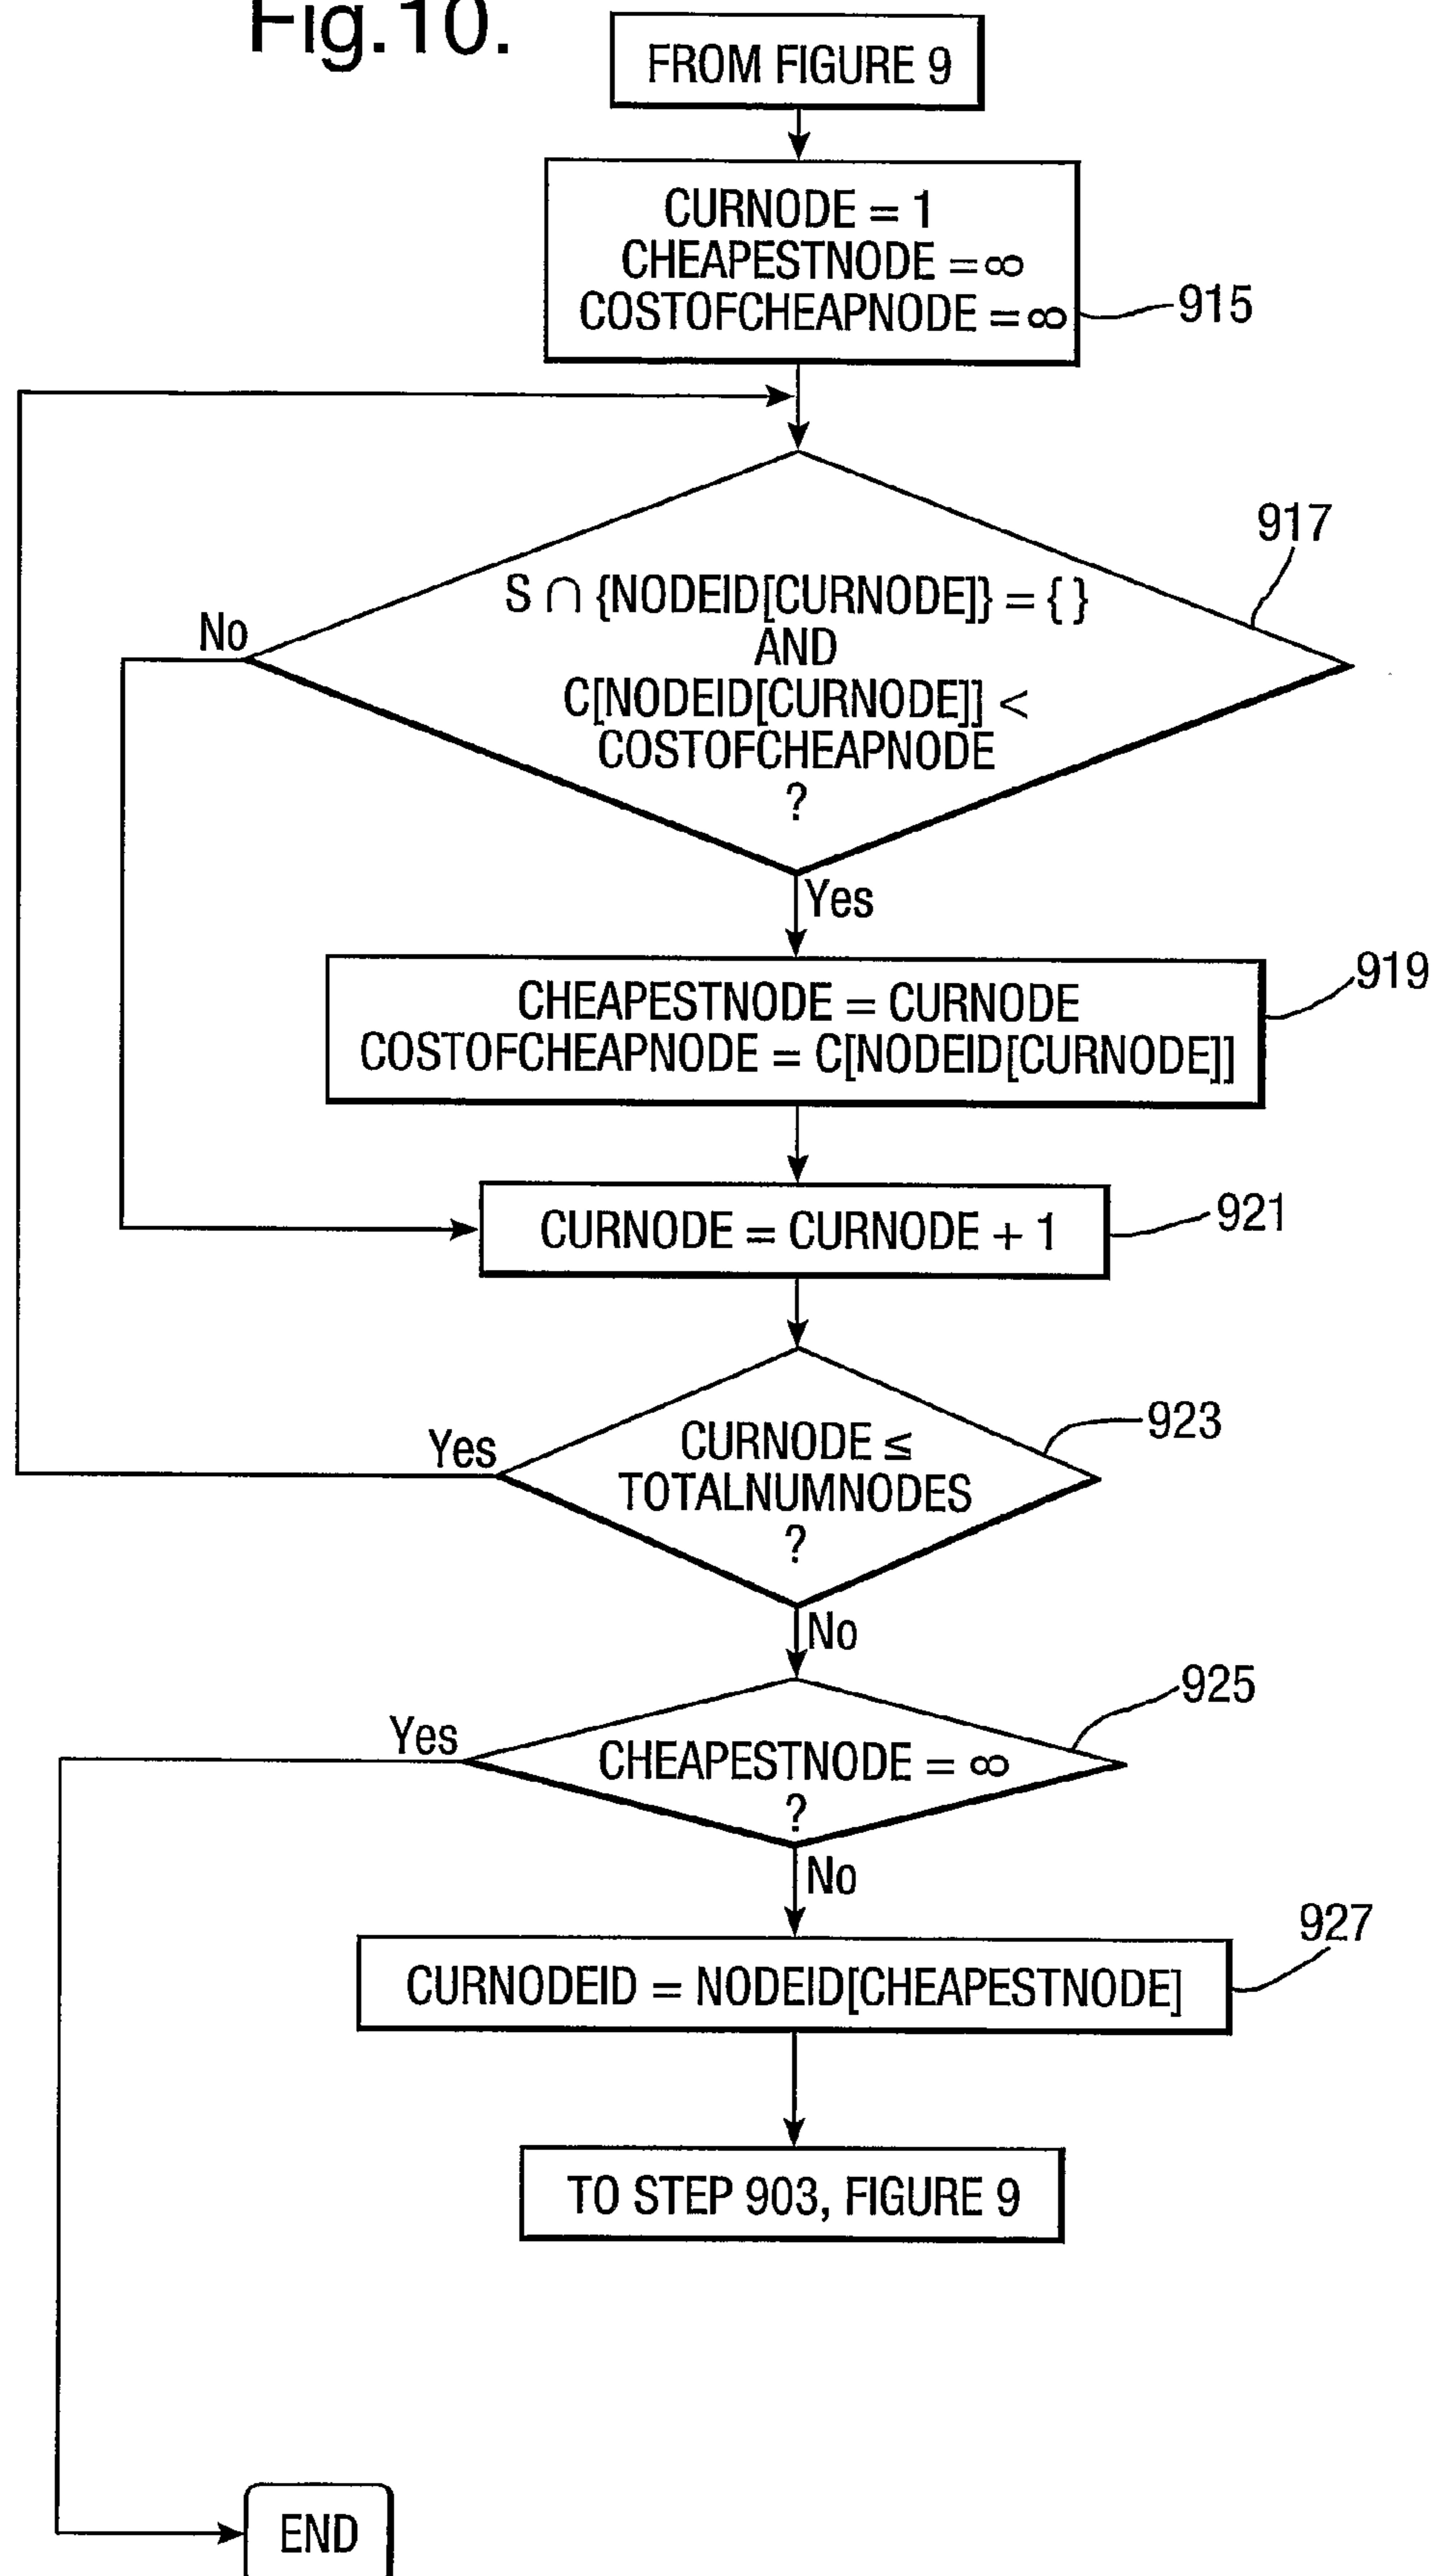 Fig.10.
FROM FIGURE 9
CURNODE = 1
CHEAPESTNODE = ∞
COSTOFCHEAPNODE = ∞
915
917
S ∩ {NODEID[CURNODE]} = { }
AND
C[NODEID[CURNODE]] <
COSTOFCHEAPNODE
?
No
Yes
919
CHEAPESTNODE = CURNODE
COSTOFCHEAPNODE = C[NODEID[CURNODE]]
921
CURNODE = CURNODE + 1
923
CURNODE ≤
TOTALNUMNODES
?
Yes
No
925
CHEAPESTNODE = ∞
?
Yes
No
927
CURNODEID = NODEID[CHEAPESTNODE]
TO STEP 903, FIGURE 9
END